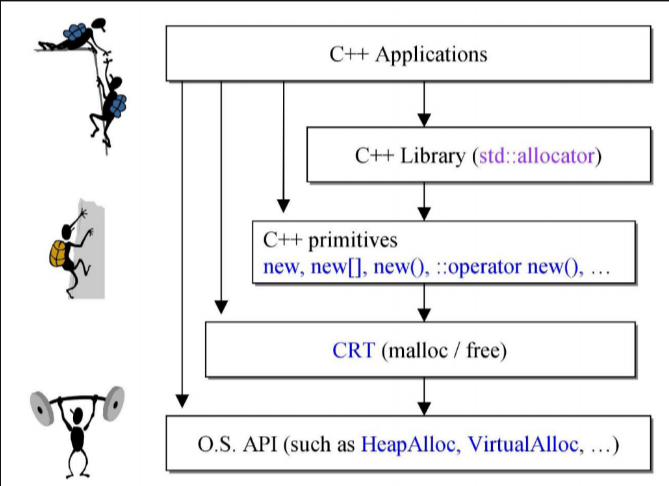 C++ Applications
C++ Library (std::allocator)
C++ primitives
new, new[], new(), ::operator new(), …
CRT (malloc / free)
O.S. API (such as HeapAlloc, VirtualAlloc, …)